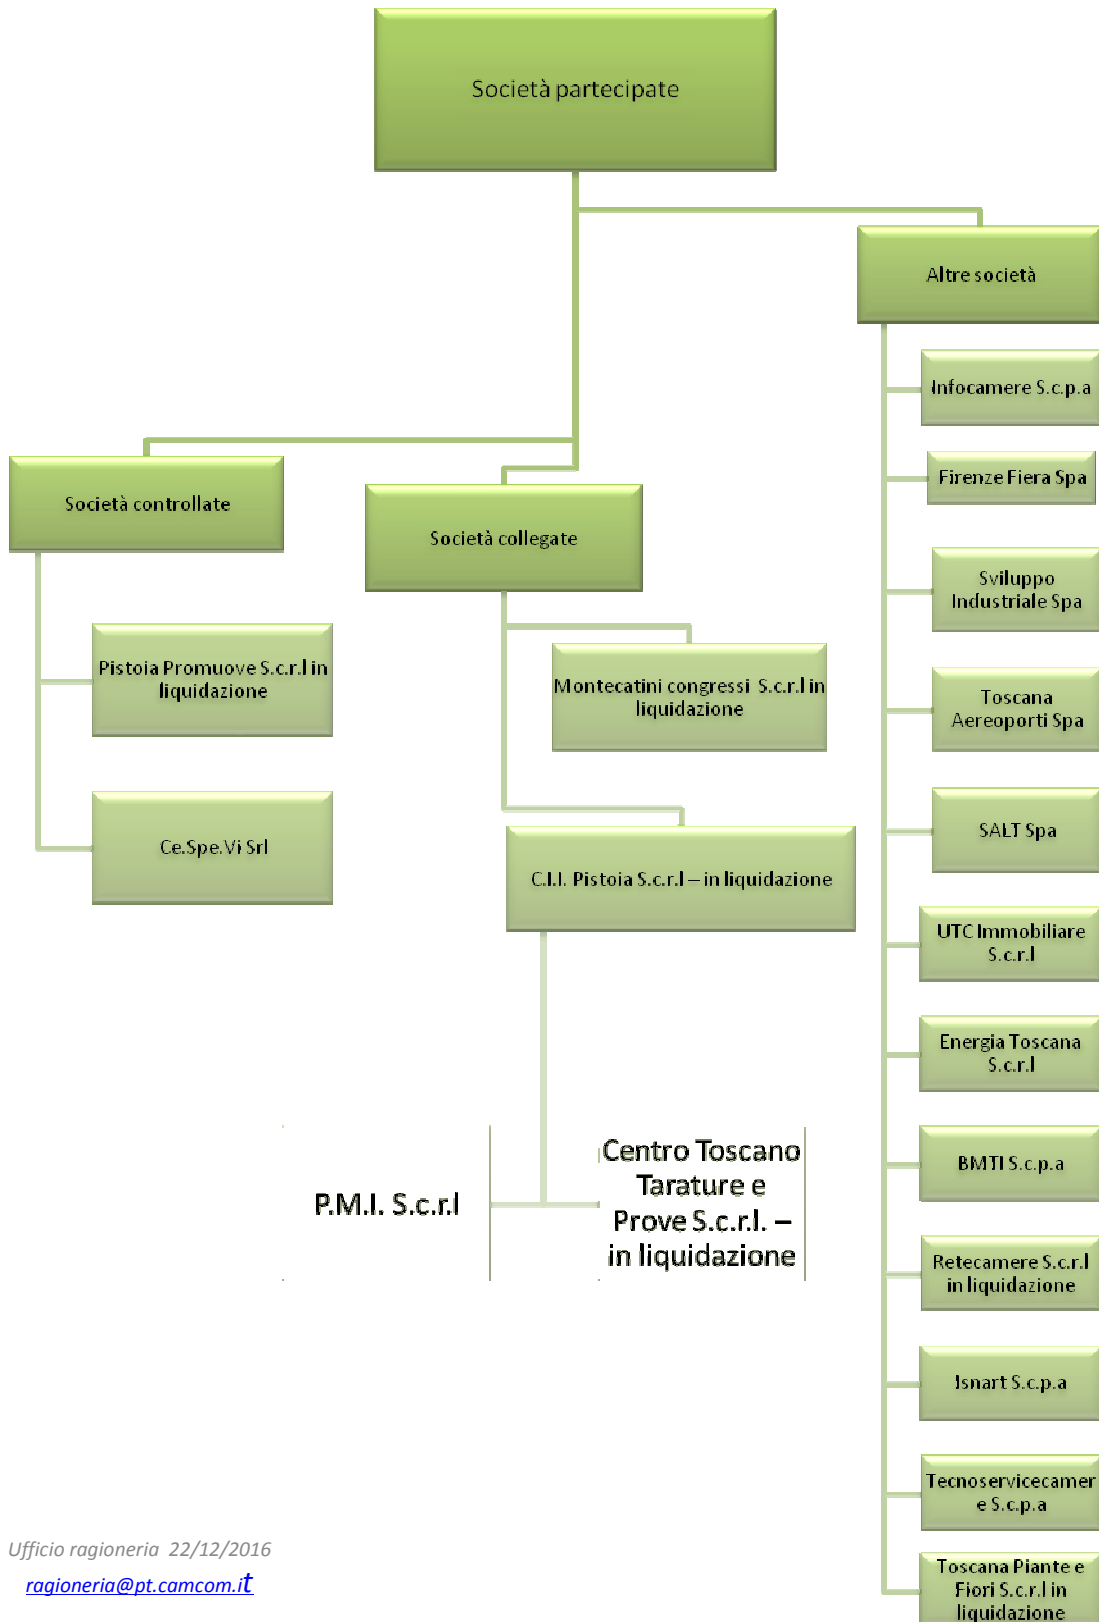 Società partecipate
Altre società
Infocamere S.c.p.a
Firenze Fiera Spa
Sviluppo
Industriale Spa
Toscana
Aereoporti Spa
SALT Spa
UTC Immobiliare
S.c.r.l
Energia Toscana
S.c.r.l
BMTI S.c.p.a
Retecamere S.c.r.l
in liquidazione
Isnart S.c.p.a
Tecnoservicecamer
e S.c.p.a
Toscana Piante e
Fiori S.c.r.l in
liquidazione
Società controllate
Pistoia Promuove S.c.r.l in
liquidazione
Ce.Spe.Vi Srl
Società collegate
Montecatini congressi S.c.r.l in
liquidazione
C.I.I. Pistoia S.c.r.l – in liquidazione
P.M.I. S.c.r.l
Centro Toscano
Tarature e
Prove S.c.r.l. –
in liquidazione
Ufficio ragioneria 22/12/2016
ragioneria@pt.camcom.it